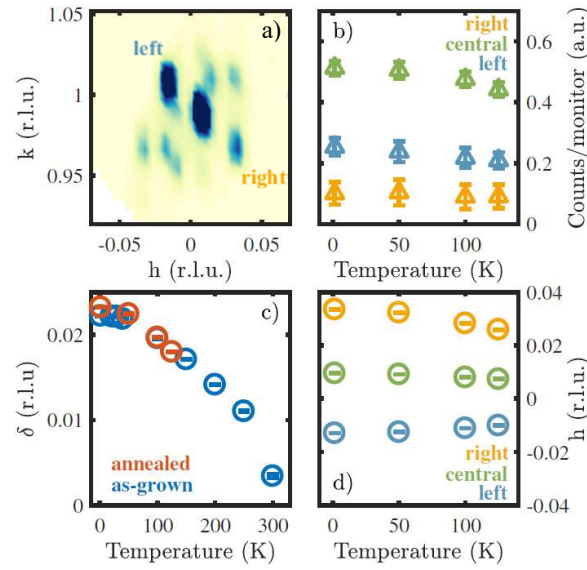 1.05
a)
left
1
0.95
right
k (r.l.u.)
-0.05
0
0.05
h (r.l.u.)
b)
right
central
left
0.6
0.4
0.2
0
Counts/monitor (a.u.)
0
50
100
Temperature (K)
c)
0.02
0.01
0
δ (r.l.u)
annealed
as-grown
0
100
200
300
Temperature (K)
0.04
0.02
0
-0.02
-0.04
h (r.l.u.)
right
central
left
d)
0
50
100
Temperature (K)